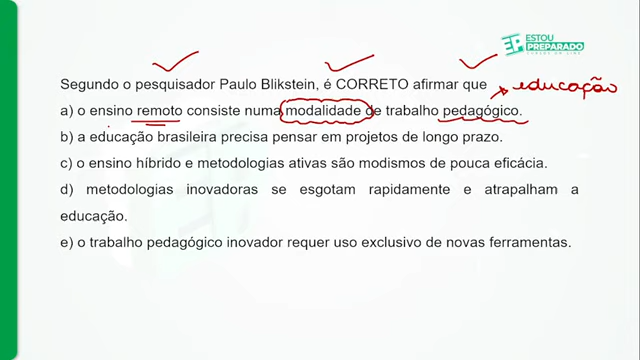 EP ESTOU
PREPARADO
Segundo o pesquisador Paulo Blikstein, é CORRETO afirmar que
educação
a) o ensino remoto consiste numa modalidade de trabalho pedagógico.
b) a educação brasileira precisa pensar em projetos de longo prazo.
c) o ensino híbrido e metodologias ativas são modismos de pouca eficácia.
d) metodologias inovadoras se esgotam rapidamente e atrapalham a
educação.
e) o trabalho pedagógico inovador requer uso exclusivo de novas ferramentas.